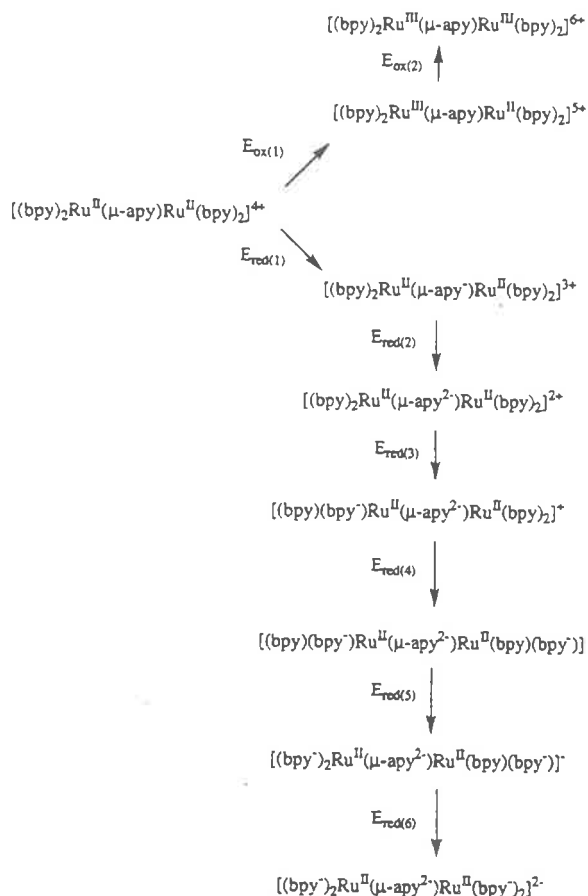 [(bpy)₂Ruᴵᴵᴵ(μ-apy)Ruᴵᴵᴵ(bpy)₂]⁶⁺
Eox(2)
[(bpy)₂Ruᴵᴵᴵ(μ-apy)Ruᴵᴵ(bpy)₂]⁵⁺
Eox(1)
[(bpy)₂Ruᴵᴵ(μ-apy)Ruᴵᴵ(bpy)₂]⁴⁺
Ered(1)
[(bpy)₂Ruᴵᴵ(μ-apy⁻)Ruᴵᴵ(bpy)₂]³⁺
Ered(2)
[(bpy)₂Ruᴵᴵ(μ-apy²⁻)Ruᴵᴵ(bpy)₂]²⁺
Ered(3)
[(bpy)(bpy⁻)Ruᴵᴵ(μ-apy²⁻)Ruᴵᴵ(bpy)₂]⁺
Ered(4)
[(bpy)(bpy⁻)Ruᴵᴵ(μ-apy²⁻)Ruᴵᴵ(bpy)(bpy⁻)]
Ered(5)
[(bpy⁻)₂Ruᴵᴵ(μ-apy²⁻)Ruᴵᴵ(bpy)(bpy⁻)]⁻
Ered(6)
[(bpy⁻)₂Ruᴵᴵ(μ-apy²⁻)Ruᴵᴵ(bpy⁻)₂]²⁻